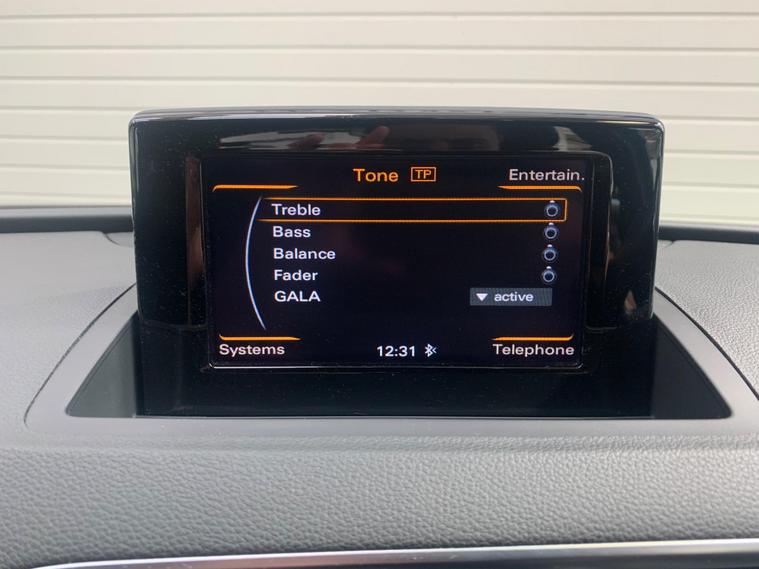 Tone TP Entertain.
Treble
Bass
Balance
Fader
GALA active
Systems 12:31 Telephone